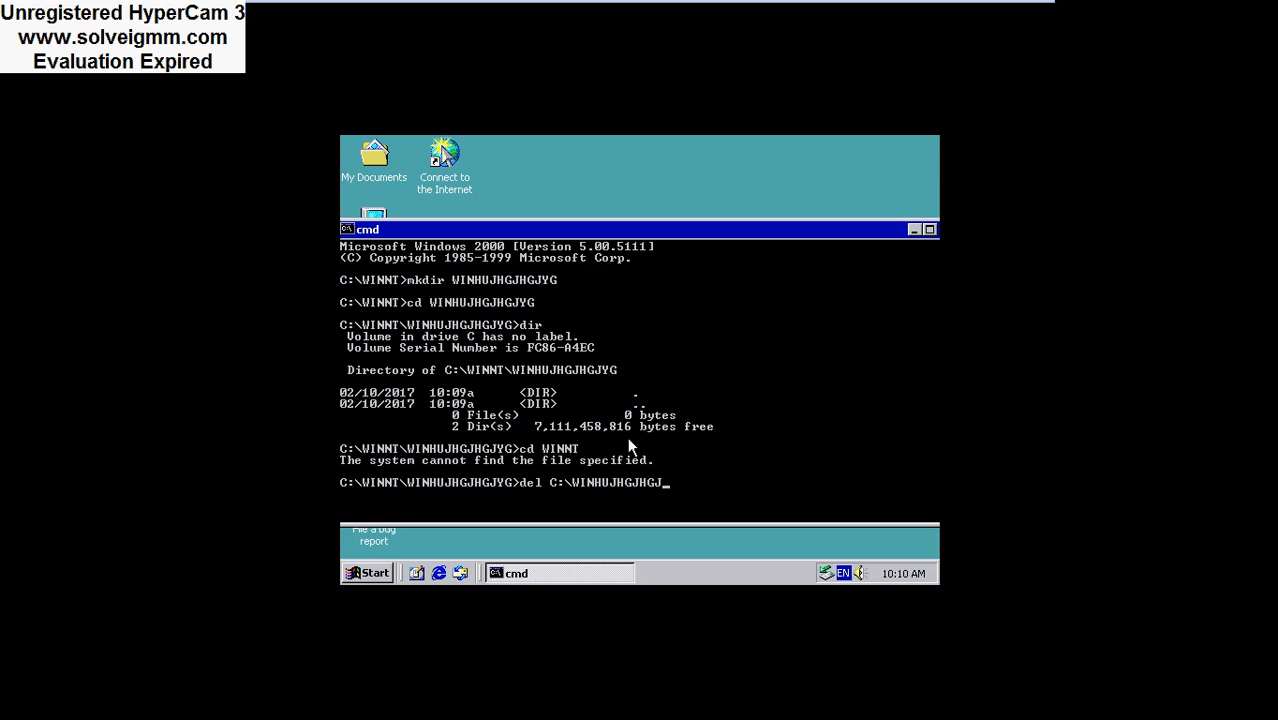 Unregistered HyperCam 3
www.solveigmm.com
Evaluation Expired
My Documents
Connect to
the Internet
cmd
Microsoft Windows 2000 [Version 5.00.5111]
(C) Copyright 1985-1999 Microsoft Corp.
C:\WINNT>mkdir WINHUJHGJHGJYG
C:\WINNT>cd WINHUJHGJHGJYG
C:\WINNT\WINHUJHGJHGJYG>dir
Volume in drive C has no label.
Volume Serial Number is FC86-A4EC
Directory of C:\WINNT\WINHUJHGJHGJYG
02/10/2017  10:09a      <DIR>          .
02/10/2017  10:09a      <DIR>          ..
0 File(s)              0 bytes
2 Dir(s)   7,111,458,816 bytes free
C:\WINNT\WINHUJHGJHGJYG>cd WINNT
The system cannot find the file specified.
C:\WINNT\WINHUJHGJHGJYG>del C:\WINHUJHGJHGJ_
File a bug
report
Start
cmd
EN
10:10 AM